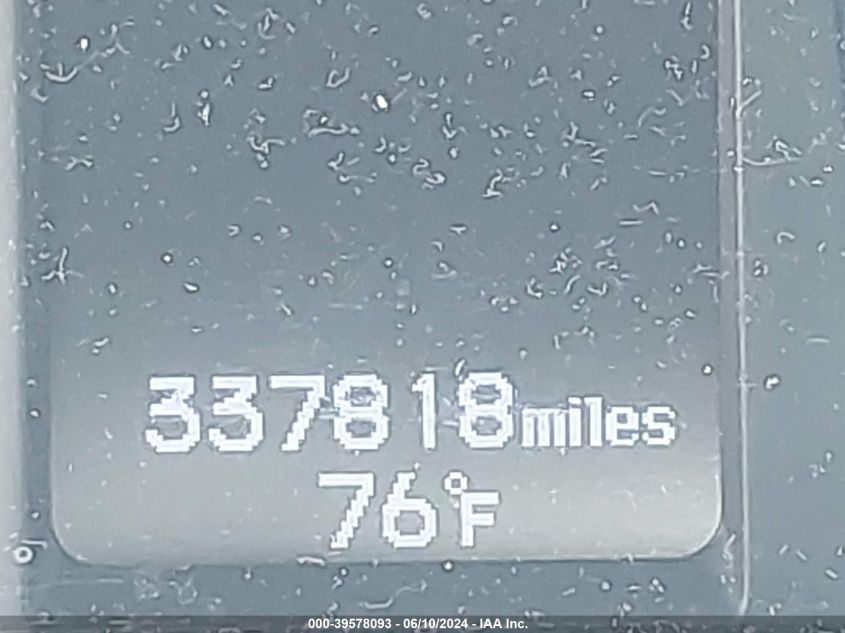 337818miles
76°F
000-39578093 - 06/10/2024 - IAA Inc.